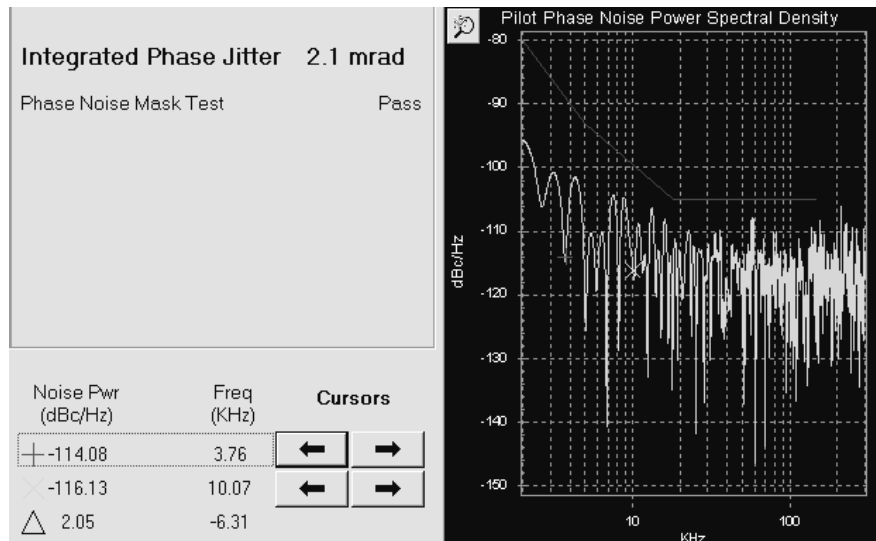 Integrated Phase Jitter 2.1 mrad
Phase Noise Mask Test Pass
Noise Pwr Freq Cursors
(dBc/Hz) (KHz)
-114.08 3.76
-116.13 10.07
2.05 -6.31
Pilot Phase Noise Power Spectral Density
-80
-90
-100
-110
-120
-130
-140
-150
dBc/Hz
10 100
KHz